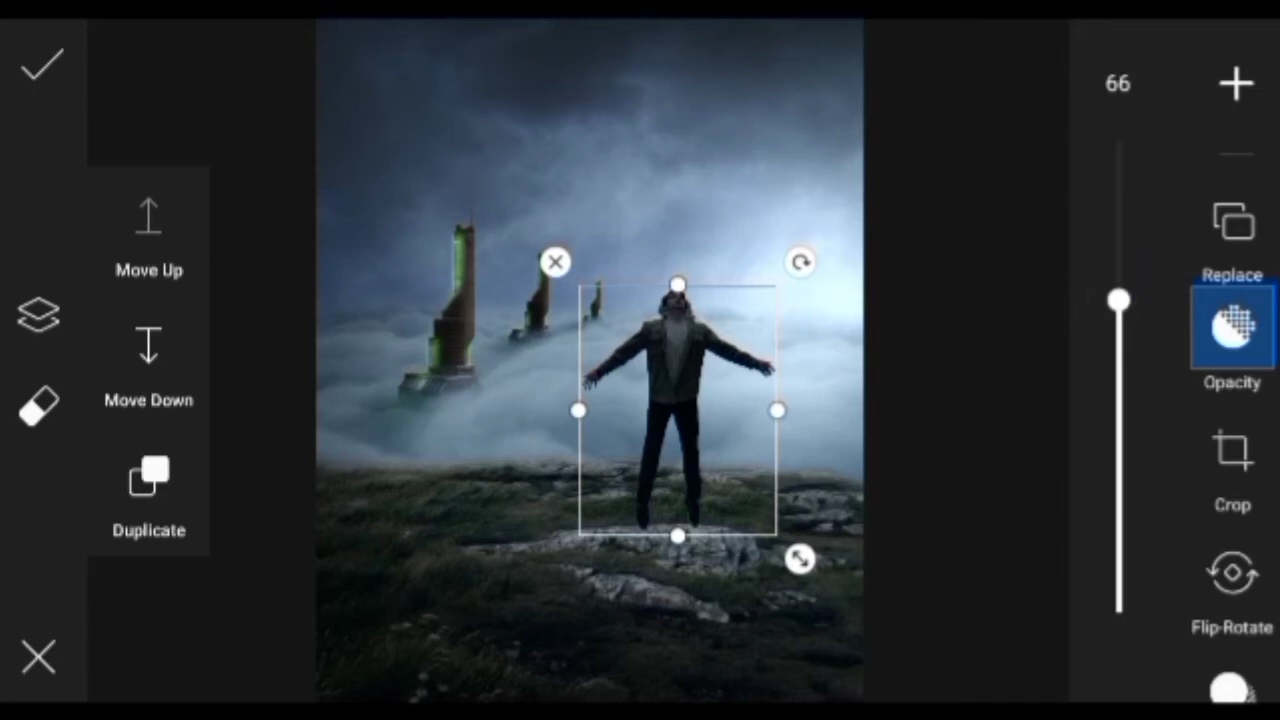 66
Move Up
Move Down
Duplicate
Replace
Opacity
Crop
Flip-Rotate